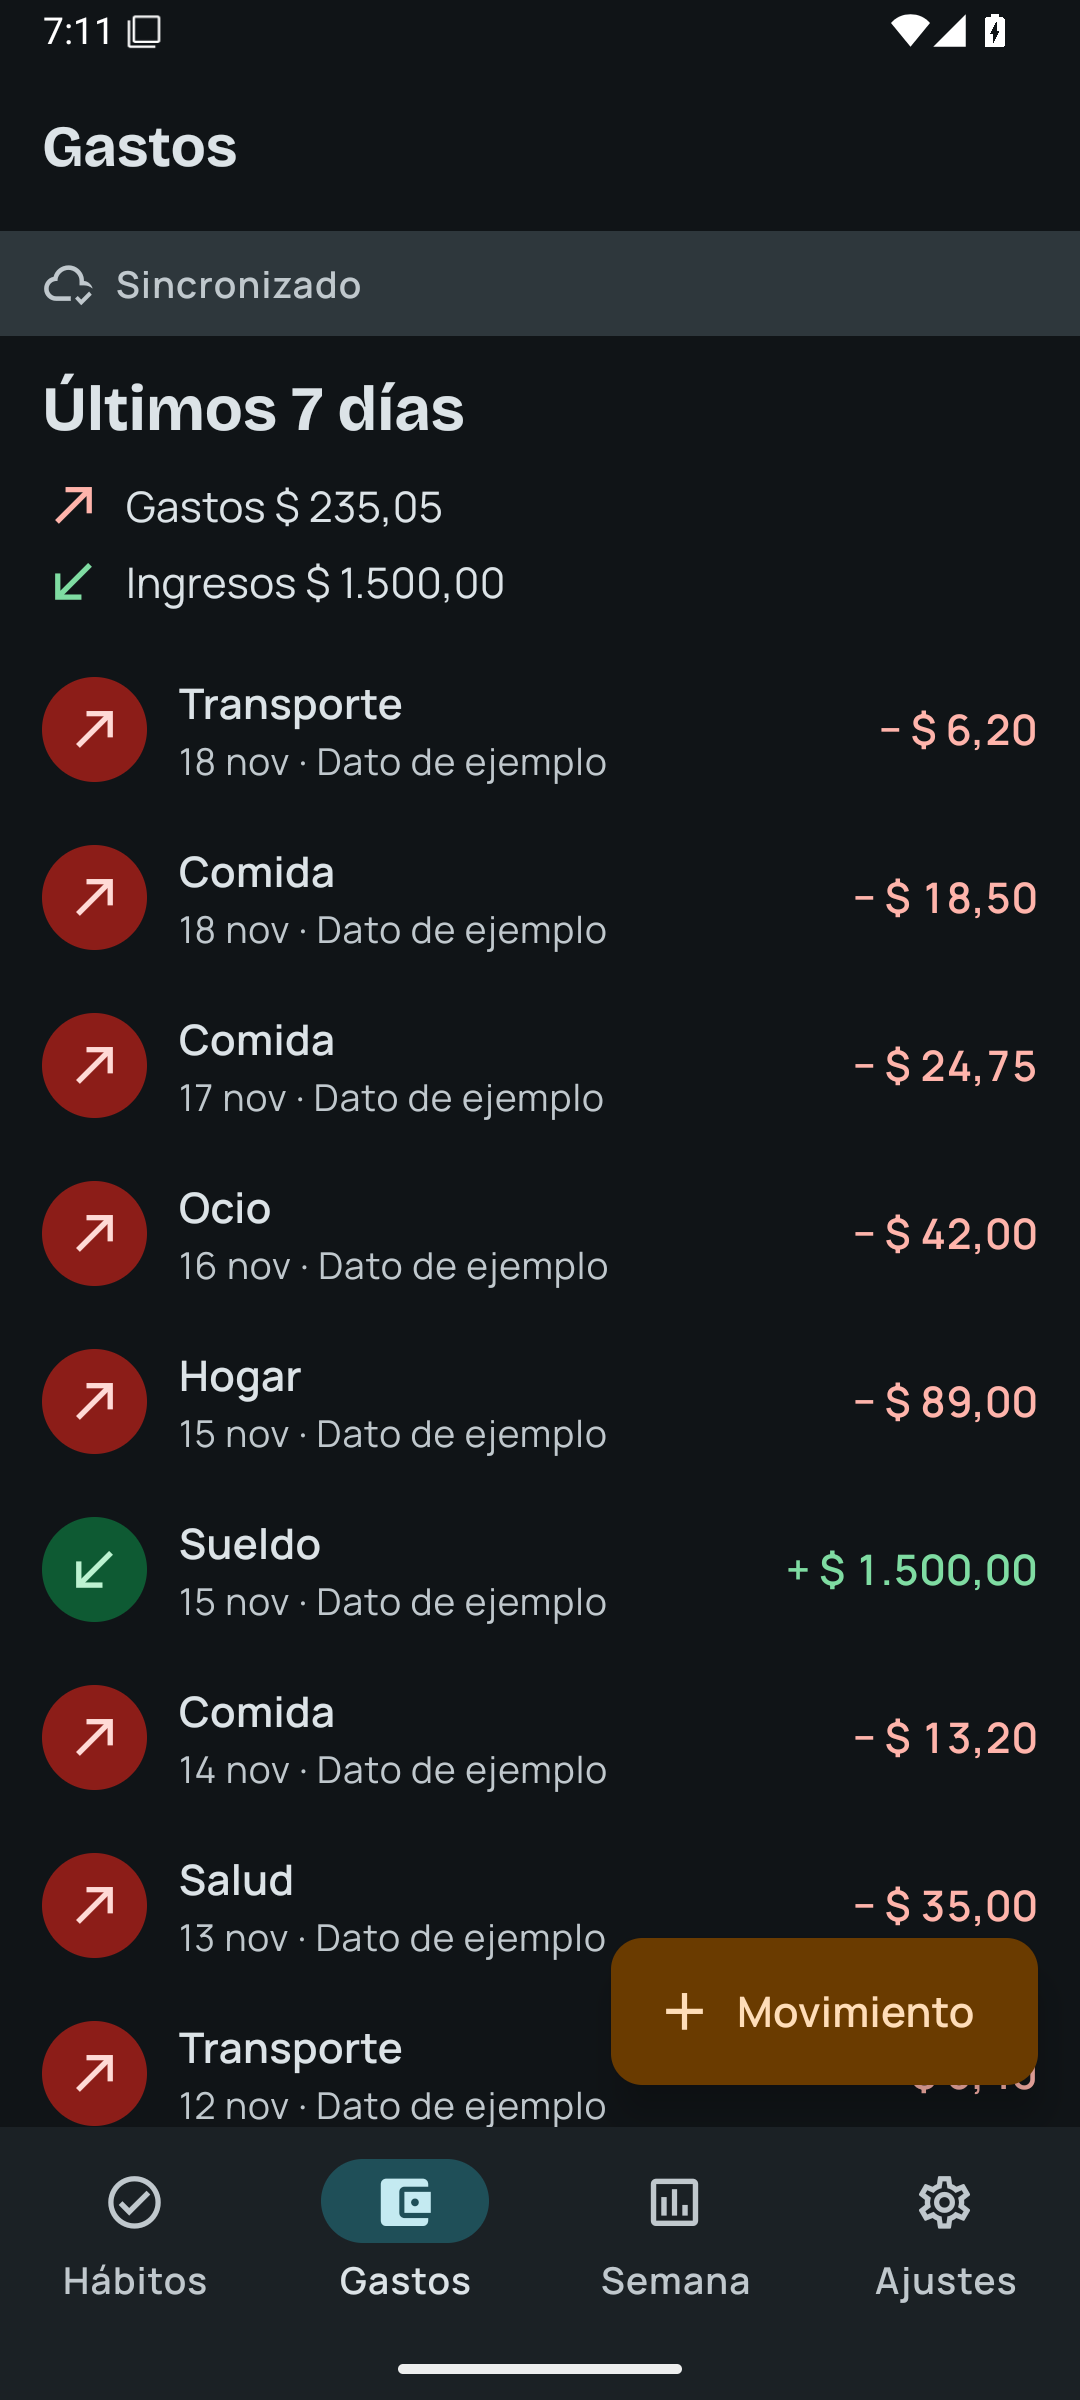 7:11
Gastos
Sincronizado
Últimos 7 días
Gastos $ 235,05
Ingresos $ 1.500,00
Transporte
18 nov · Dato de ejemplo
− $ 6,20
Comida
18 nov · Dato de ejemplo
− $ 18,50
Comida
17 nov · Dato de ejemplo
− $ 24,75
Ocio
16 nov · Dato de ejemplo
− $ 42,00
Hogar
15 nov · Dato de ejemplo
− $ 89,00
Sueldo
15 nov · Dato de ejemplo
+ $ 1.500,00
Comida
14 nov · Dato de ejemplo
− $ 13,20
Salud
13 nov · Dato de ejemplo
− $ 35,00
Movimiento
Transporte
12 nov · Dato de ejemplo
Hábitos
Gastos
Semana
Ajustes